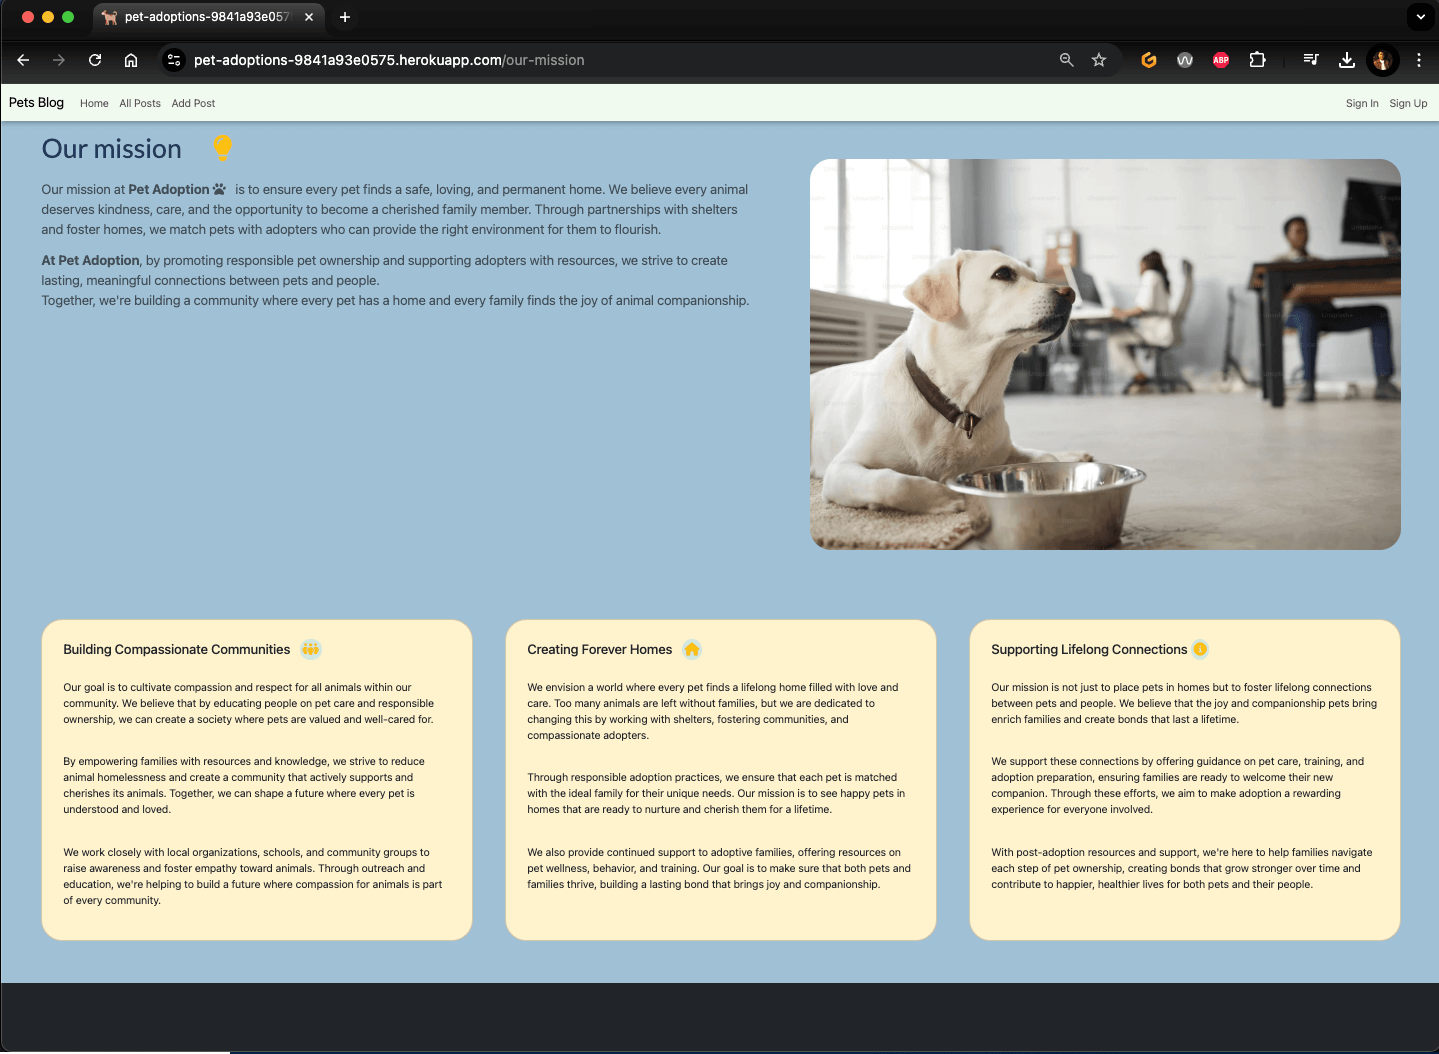 pet-adoptions-9841a93e057
pet-adoptions-9841a93e0575.herokuapp.com/our-mission
ABP
Pets Blog Home All Posts Add Post Sign In Sign Up
Our mission
Our mission at Pet Adoption is to ensure every pet finds a safe, loving, and permanent home. We believe every animal
deserves kindness, care, and the opportunity to become a cherished family member. Through partnerships with shelters
and foster homes, we match pets with adopters who can provide the right environment for them to flourish.
At Pet Adoption, by promoting responsible pet ownership and supporting adopters with resources, we strive to create
lasting, meaningful connections between pets and people.
Together, we're building a community where every pet has a home and every family finds the joy of animal companionship.
Building Compassionate Communities
Our goal is to cultivate compassion and respect for all animals within our
community. We believe that by educating people on pet care and responsible
ownership, we can create a society where pets are valued and well-cared for.
By empowering families with resources and knowledge, we strive to reduce
animal homelessness and create a community that actively supports and
cherishes its animals. Together, we can shape a future where every pet is
understood and loved.
We work closely with local organizations, schools, and community groups to
raise awareness and foster empathy toward animals. Through outreach and
education, we're helping to build a future where compassion for animals is part
of every community.
Creating Forever Homes
We envision a world where every pet finds a lifelong home filled with love and
care. Too many animals are left without families, but we are dedicated to
changing this by working with shelters, fostering communities, and
compassionate adopters.
Through responsible adoption practices, we ensure that each pet is matched
with the ideal family for their unique needs. Our mission is to see happy pets in
homes that are ready to nurture and cherish them for a lifetime.
We also provide continued support to adoptive families, offering resources on
pet wellness, behavior, and training. Our goal is to make sure that both pets and
families thrive, building a lasting bond that brings joy and companionship.
Supporting Lifelong Connections
Our mission is not just to place pets in homes but to foster lifelong connections
between pets and people. We believe that the joy and companionship pets bring
enrich families and create bonds that last a lifetime.
We support these connections by offering guidance on pet care, training, and
adoption preparation, ensuring families are ready to welcome their new
companion. Through these efforts, we aim to make adoption a rewarding
experience for everyone involved.
With post-adoption resources and support, we're here to help families navigate
each step of pet ownership, creating bonds that grow stronger over time and
contribute to happier, healthier lives for both pets and their people.